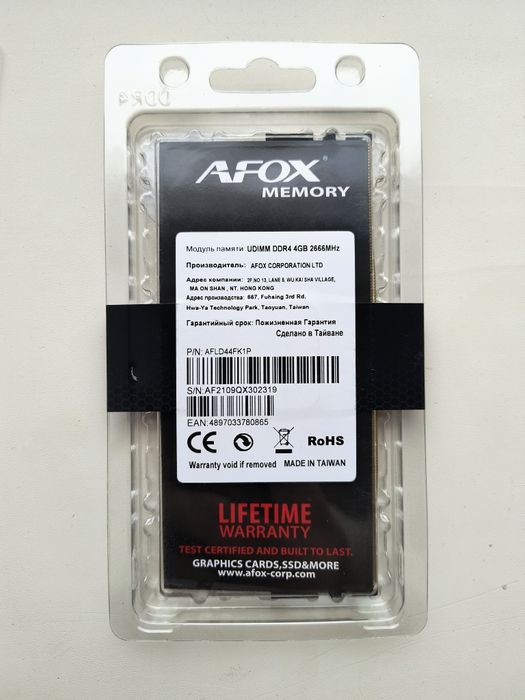 DDR4
AFOX
MEMORY
Модуль памяти UDIMM DDR4 4GB 2666MHz
Производитель: AFOX CORPORATION LTD
Адрес компании: 2F,NO 13, LANE 8, WU KAI SHA VILLAGE,
MA ON SHAN , NT. HONG KONG
Адрес производства: 667, Fuhsing 3rd Rd.
Hwa-Ya Technology Park, Taoyuan, Taiwan
Гарантийный срок: Пожизненная Гарантия
Сделано в Тайване
P/N: AFLD44FK1P
S/N:AF2109QX302319
EAN:4897033780865
CE
RoHS
Warranty void if removed MADE IN TAIWAN
LIFETIME
WARRANTY
TEST CERTIFIED AND BUILT TO LAST.
GRAPHICS CARDS,SSD&MORE
www.afox-corp.com